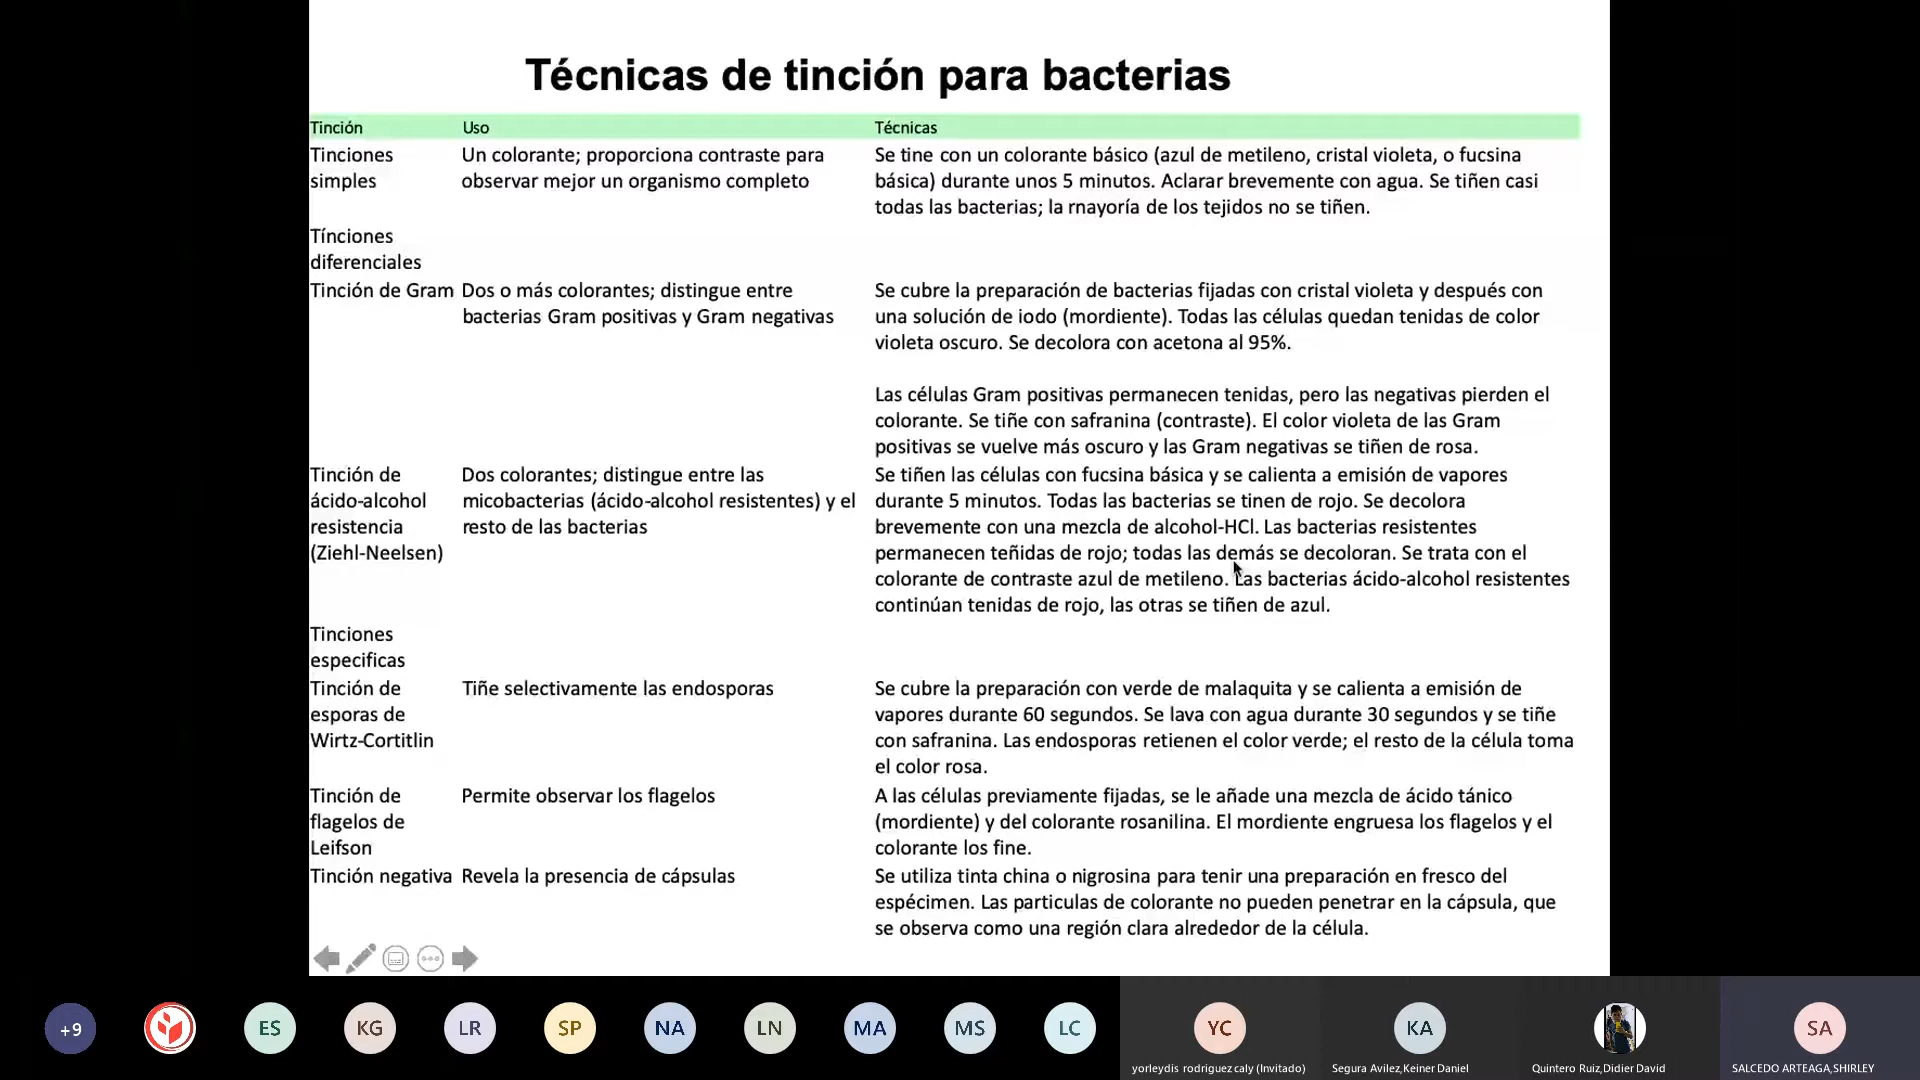 Técnicas de tinción para bacterias
Tinción Uso Técnicas
Tinciones Un colorante; proporciona contraste para Se tine con un colorante básico (azul de metileno, cristal violeta, o fucsina
simples observar mejor un organismo completo básica) durante unos 5 minutos. Aclarar brevemente con agua. Se tiñen casi
todas las bacterias; la rnayoría de los tejidos no se tiñen.
Tínciones
diferenciales
Tinción de Gram Dos o más colorantes; distingue entre Se cubre la preparación de bacterias fijadas con cristal violeta y después con
bacterias Gram positivas y Gram negativas una solución de iodo (mordiente). Todas las células quedan tenidas de color
violeta oscuro. Se decolora con acetona al 95%.
Las células Gram positivas permanecen tenidas, pero las negativas pierden el
colorante. Se tiñe con safranina (contraste). El color violeta de las Gram
positivas se vuelve más oscuro y las Gram negativas se tiñen de rosa.
Tinción de Dos colorantes; distingue entre las Se tiñen las células con fucsina básica y se calienta a emisión de vapores
ácido-alcohol micobacterias (ácido-alcohol resistentes) y el durante 5 minutos. Todas las bacterias se tinen de rojo. Se decolora
resistencia resto de las bacterias brevemente con una mezcla de alcohol-HCl. Las bacterias resistentes
(Ziehl-Neelsen) permanecen teñidas de rojo; todas las demás se decoloran. Se trata con el
colorante de contraste azul de metileno. Las bacterias ácido-alcohol resistentes
continúan tenidas de rojo, las otras se tiñen de azul.
Tinciones
especificas
Tinción de Tiñe selectivamente las endosporas Se cubre la preparación con verde de malaquita y se calienta a emisión de
esporas de vapores durante 60 segundos. Se lava con agua durante 30 segundos y se tiñe
Wirtz-Cortitlin con safranina. Las endosporas retienen el color verde; el resto de la célula toma
el color rosa.
Tinción de Permite observar los flagelos A las células previamente fijadas, se le añade una mezcla de ácido tánico
flagelos de (mordiente) y del colorante rosanilina. El mordiente engruesa los flagelos y el
Leifson colorante los fine.
Tinción negativa Revela la presencia de cápsulas Se utiliza tinta china o nigrosina para tenir una preparación en fresco del
espécimen. Las particulas de colorante no pueden penetrar en la cápsula, que
se observa como una región clara alrededor de la célula.
+9 ES KG LR SP NA LN MA MS LC YC KA SA
yorleydis rodriguez caly (Invitado) Segura Avilez,Keiner Daniel Quintero Ruiz,Didier David SALCEDO ARTEAGA,SHIRLEY